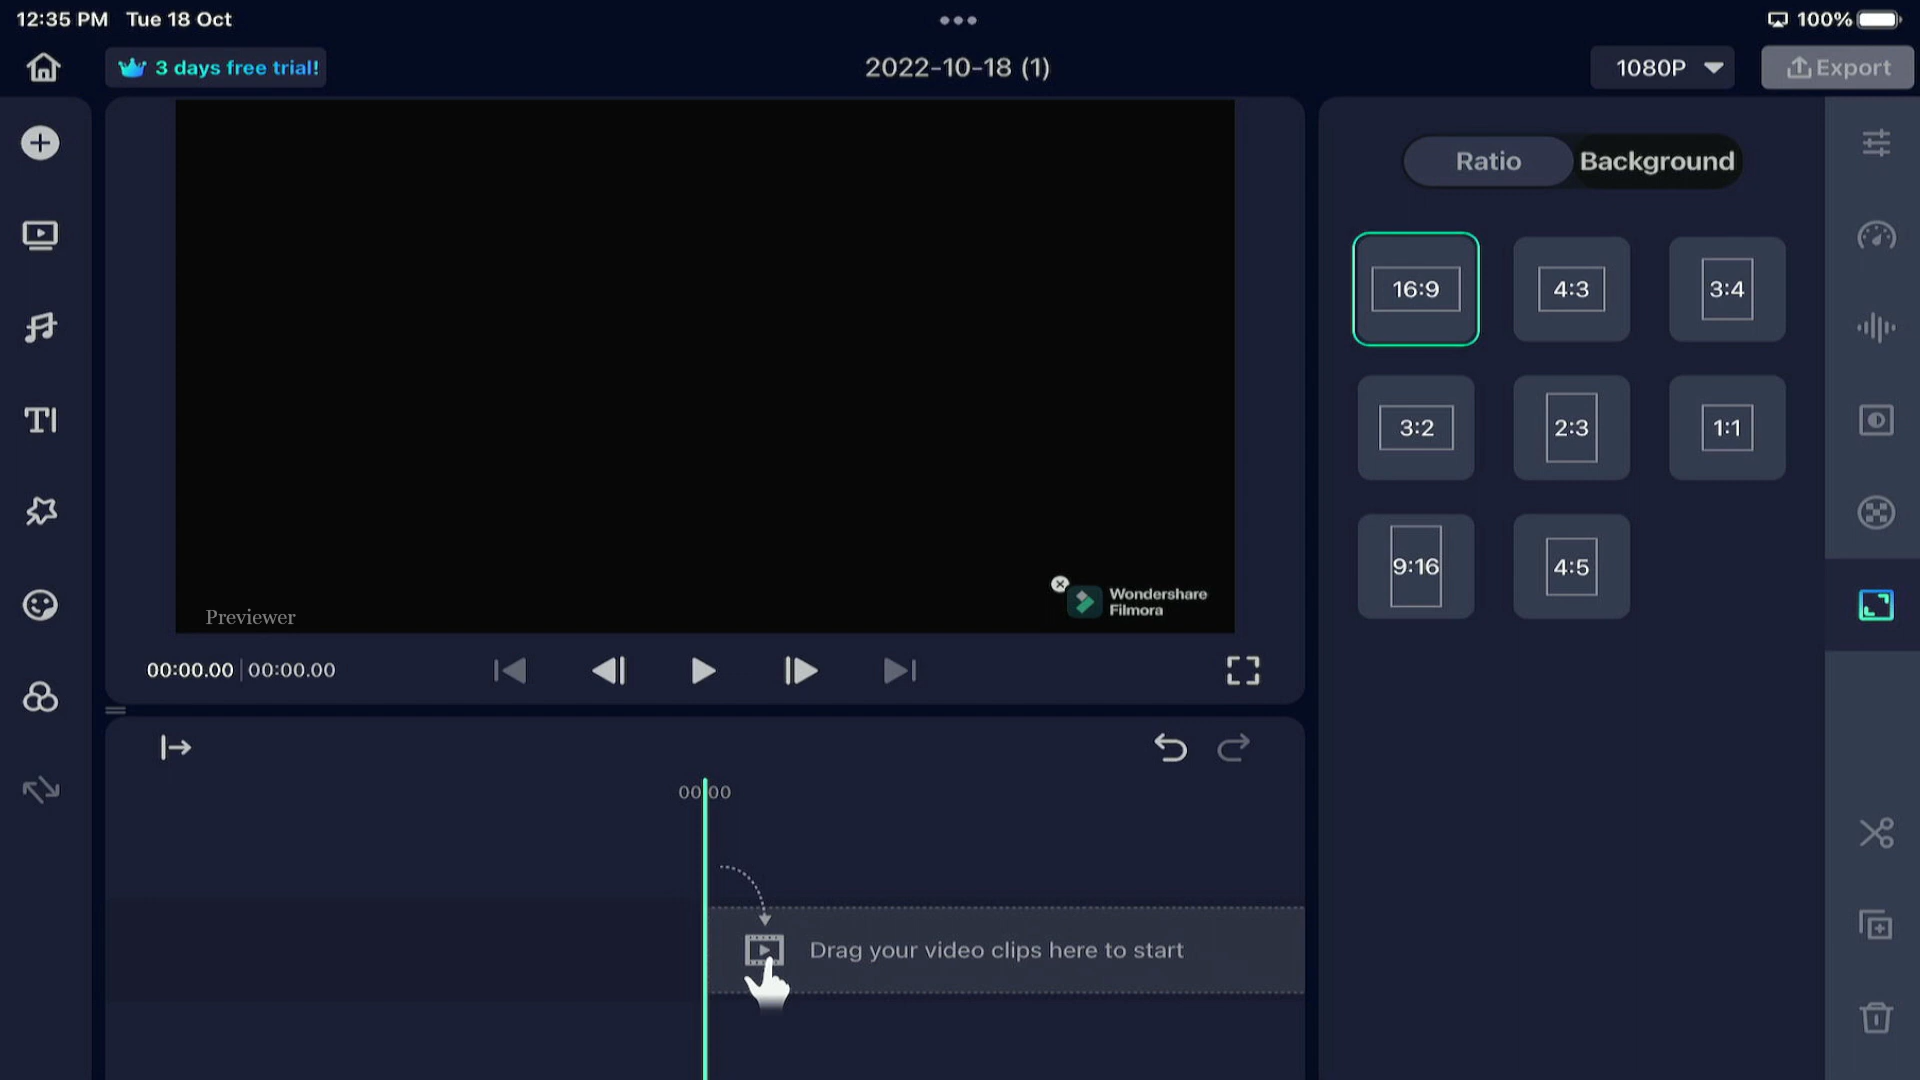 12:35 PM Tue 18 Oct
100%
3 days free trial!
2022-10-18 (1)
1080P
Export
Ratio
Background
16:9
4:3
3:4
3:2
2:3
1:1
9:16
4:5
TI
Previewer
Wondershare
Filmora
00:00.00 | 00:00.00
00:00
Drag your video clips here to start